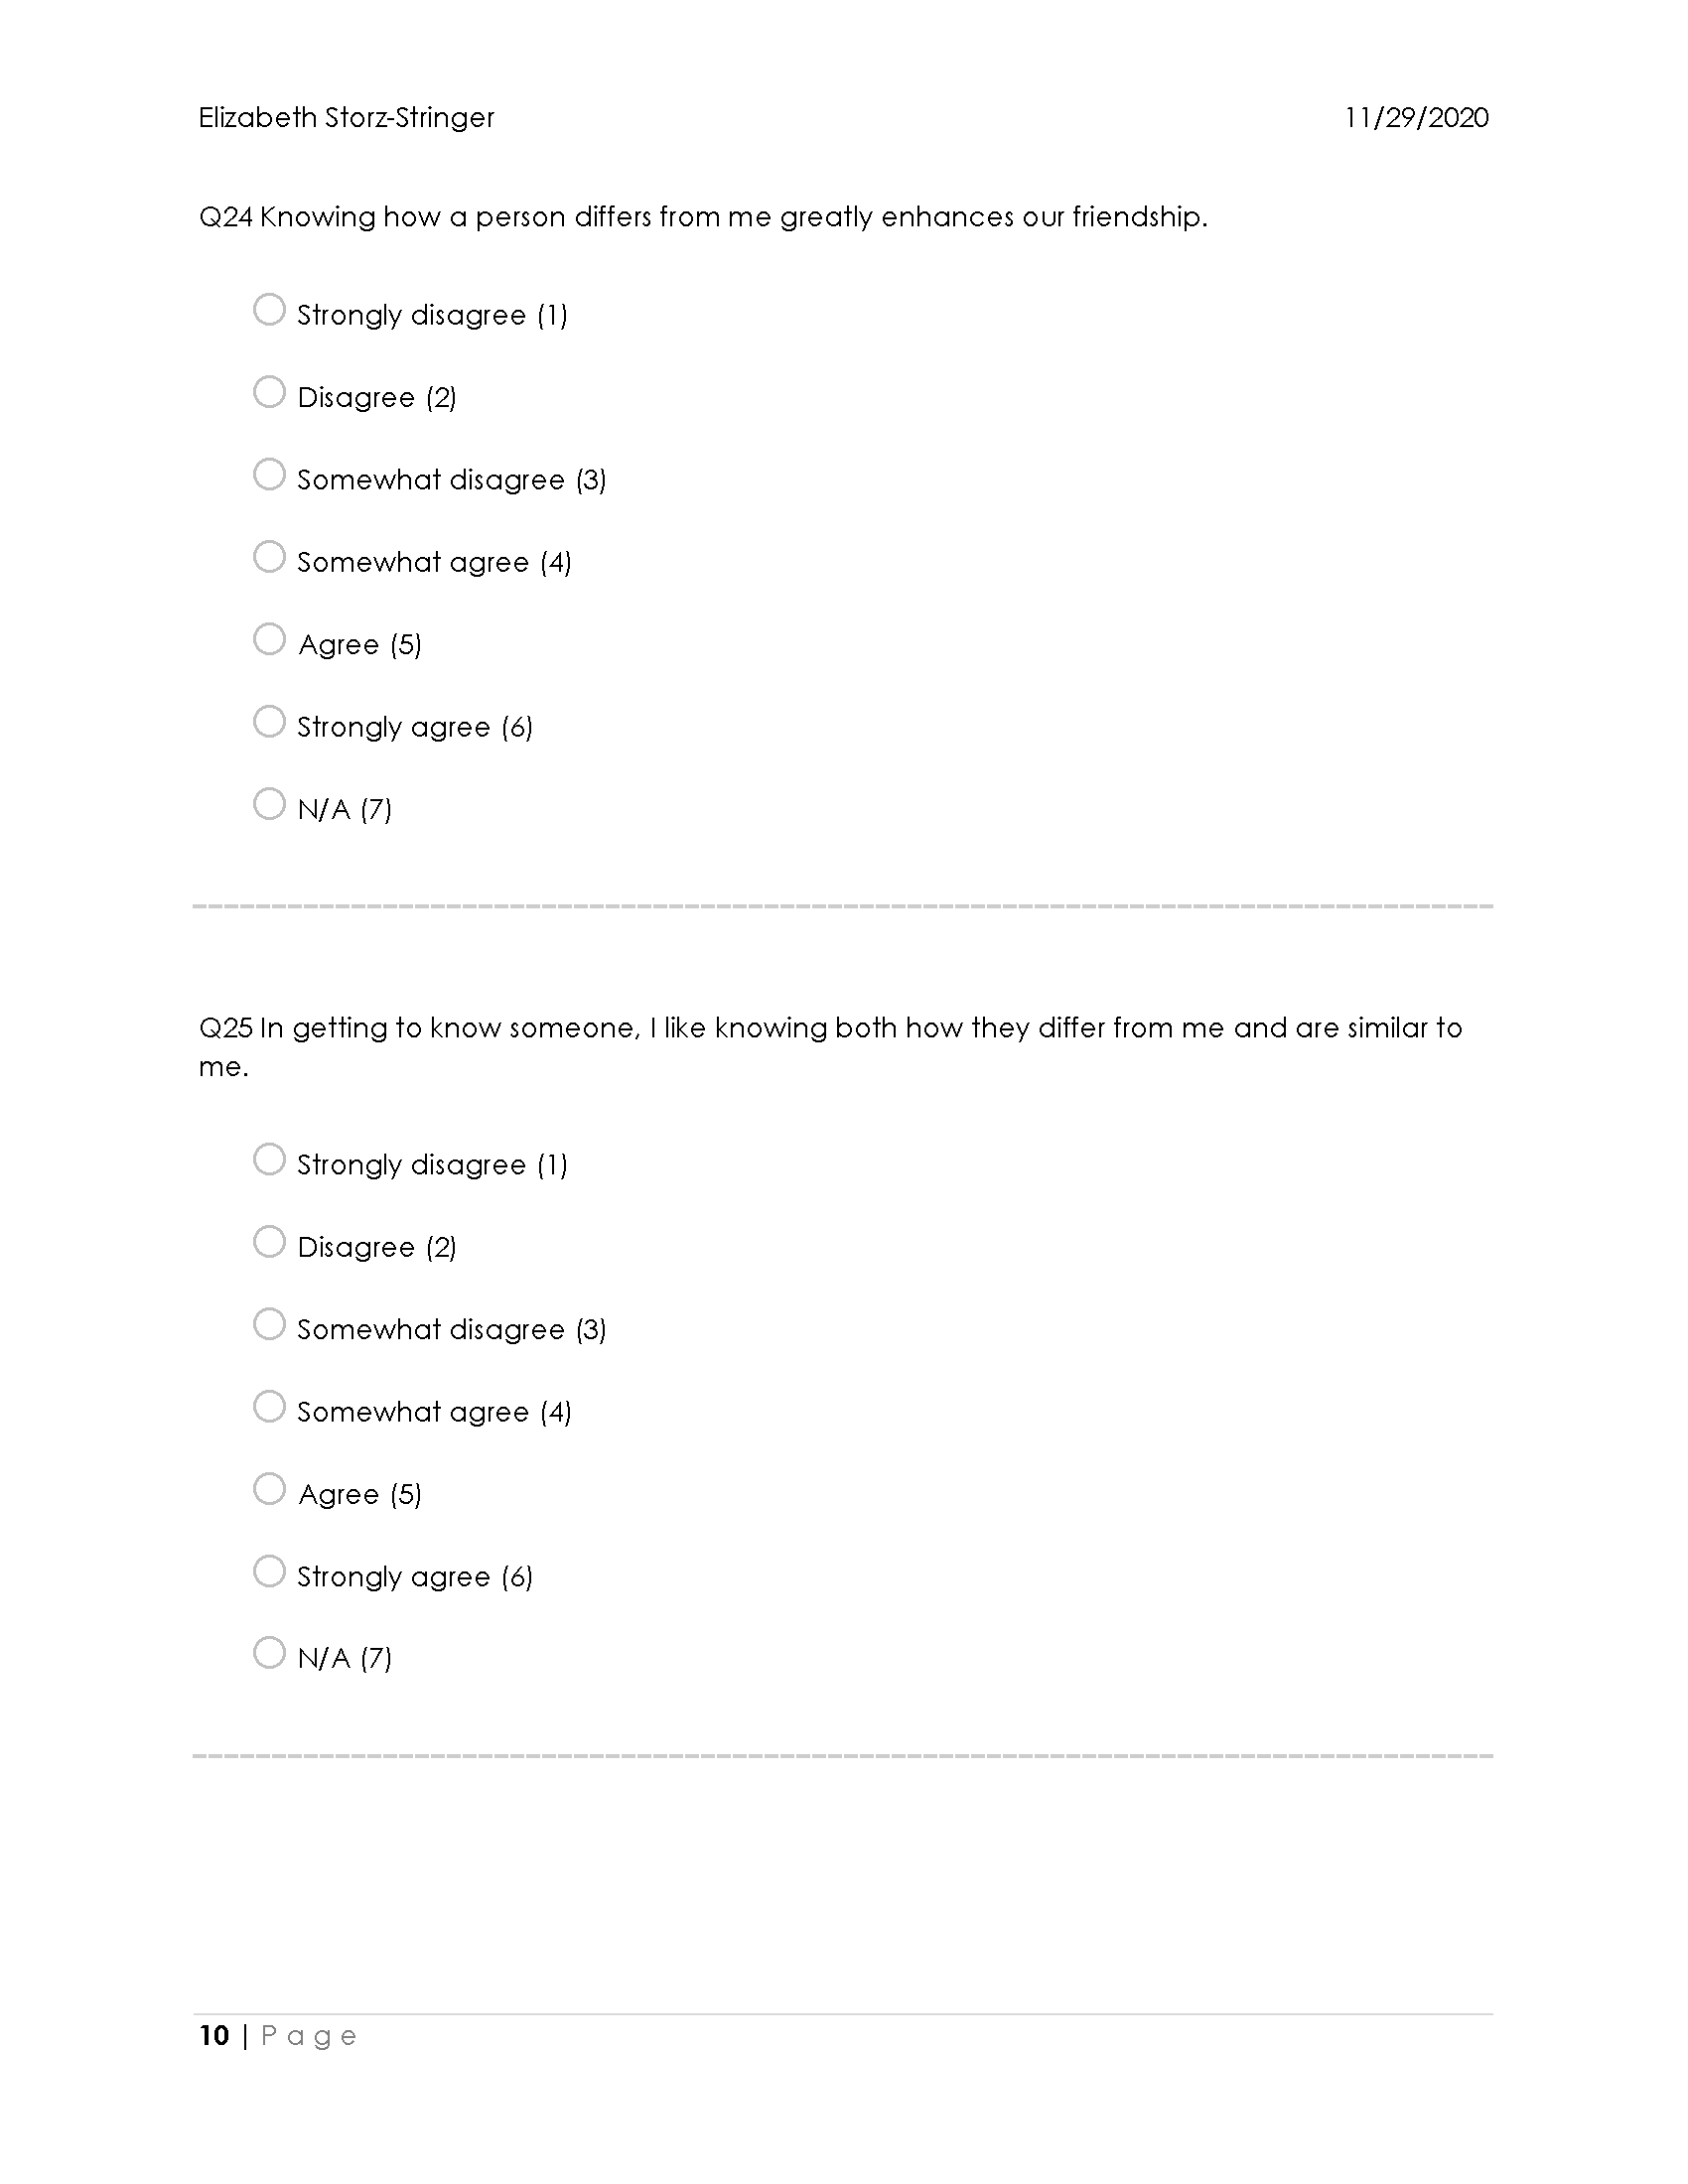 Elizabeth Storz-Stringer 11/29/2020
Q24 Knowing how a person differs from me greatly enhances our friendship.
Strongly disagree (1)
Disagree (2)
Somewhat disagree (3)
Somewhat agree (4)
Agree (5)
Strongly agree (6)
N/A (7)
Q25 In getting to know someone, I like knowing both how they differ from me and are similar to
me.
Strongly disagree (1)
Disagree (2)
Somewhat disagree (3)
Somewhat agree (4)
Agree (5)
Strongly agree (6)
N/A (7)
10 | P a g e